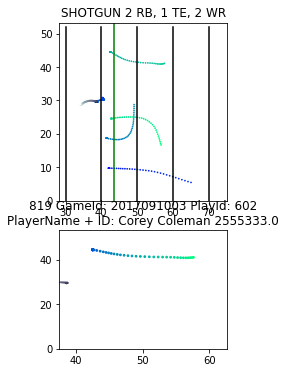 SHOTGUN 2 RB, 1 TE, 2 WR
50
40
30
20
10
0
30 40 50 60 70
819 GameId: 2017091003 PlayId: 602
PlayerName + ID: Corey Coleman 2555333.0
40
20
0
40 50 60